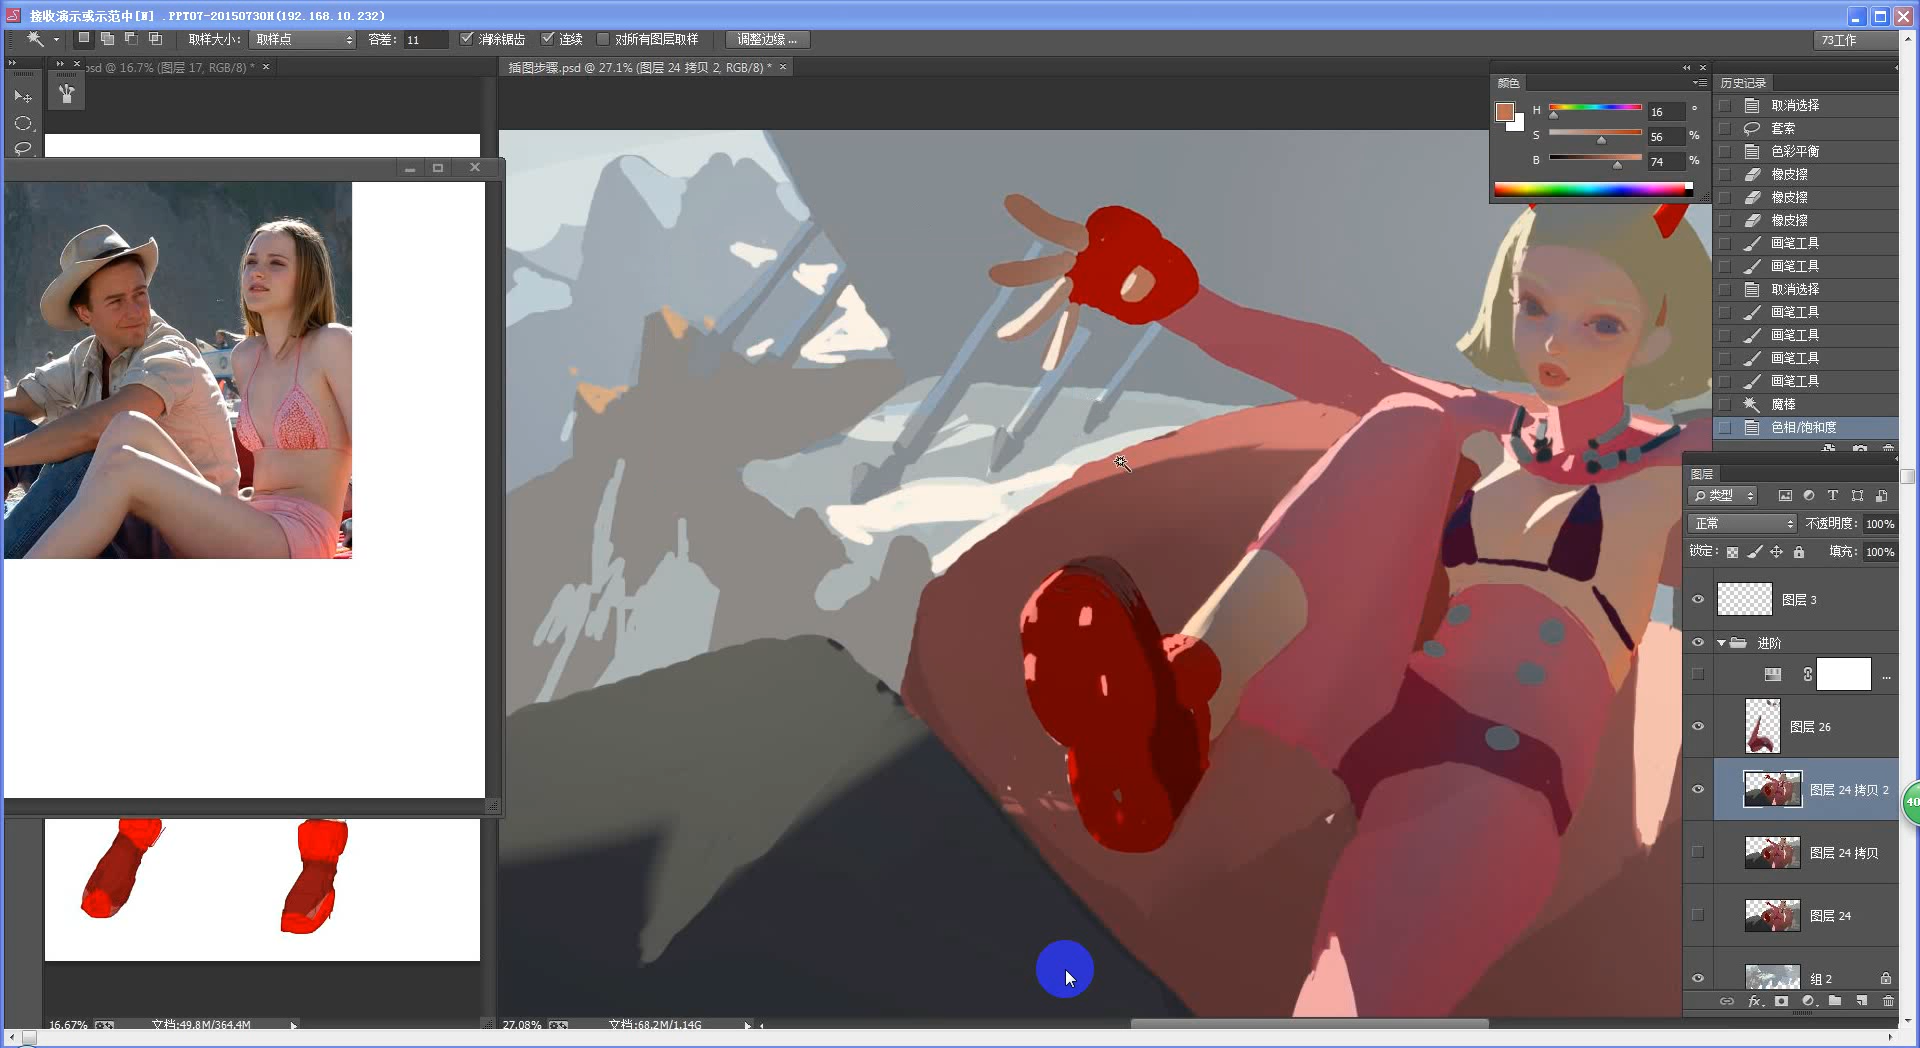 接收演示或示范中[W] .PPT07-20150730H(192.168.10.232)
取样大小: 取样点 容差: 11 消除锯齿 连续 对所有图层取样 调整边缘 ... 73工作
psd @ 16.7% (图层 17, RGB/8) * ×
插图步骤.psd @ 27.1% (图层 24 拷贝 2, RGB/8) * ×
颜色
H 16 °
S 56 %
B 74 %
历史记录
取消选择
套索
色彩平衡
橡皮擦
橡皮擦
橡皮擦
画笔工具
画笔工具
取消选择
画笔工具
画笔工具
画笔工具
画笔工具
魔棒
色相/饱和度
图层
类型
正常 不透明度: 100%
锁定: 填充: 100%
图层 3
进阶
...
图层 26
图层 24 拷贝 2
图层 24 拷贝
图层 24
组 2
fx
40
16.67% 文档:49.8M/364.4M
27.08% 文档:68.2M/1.14G